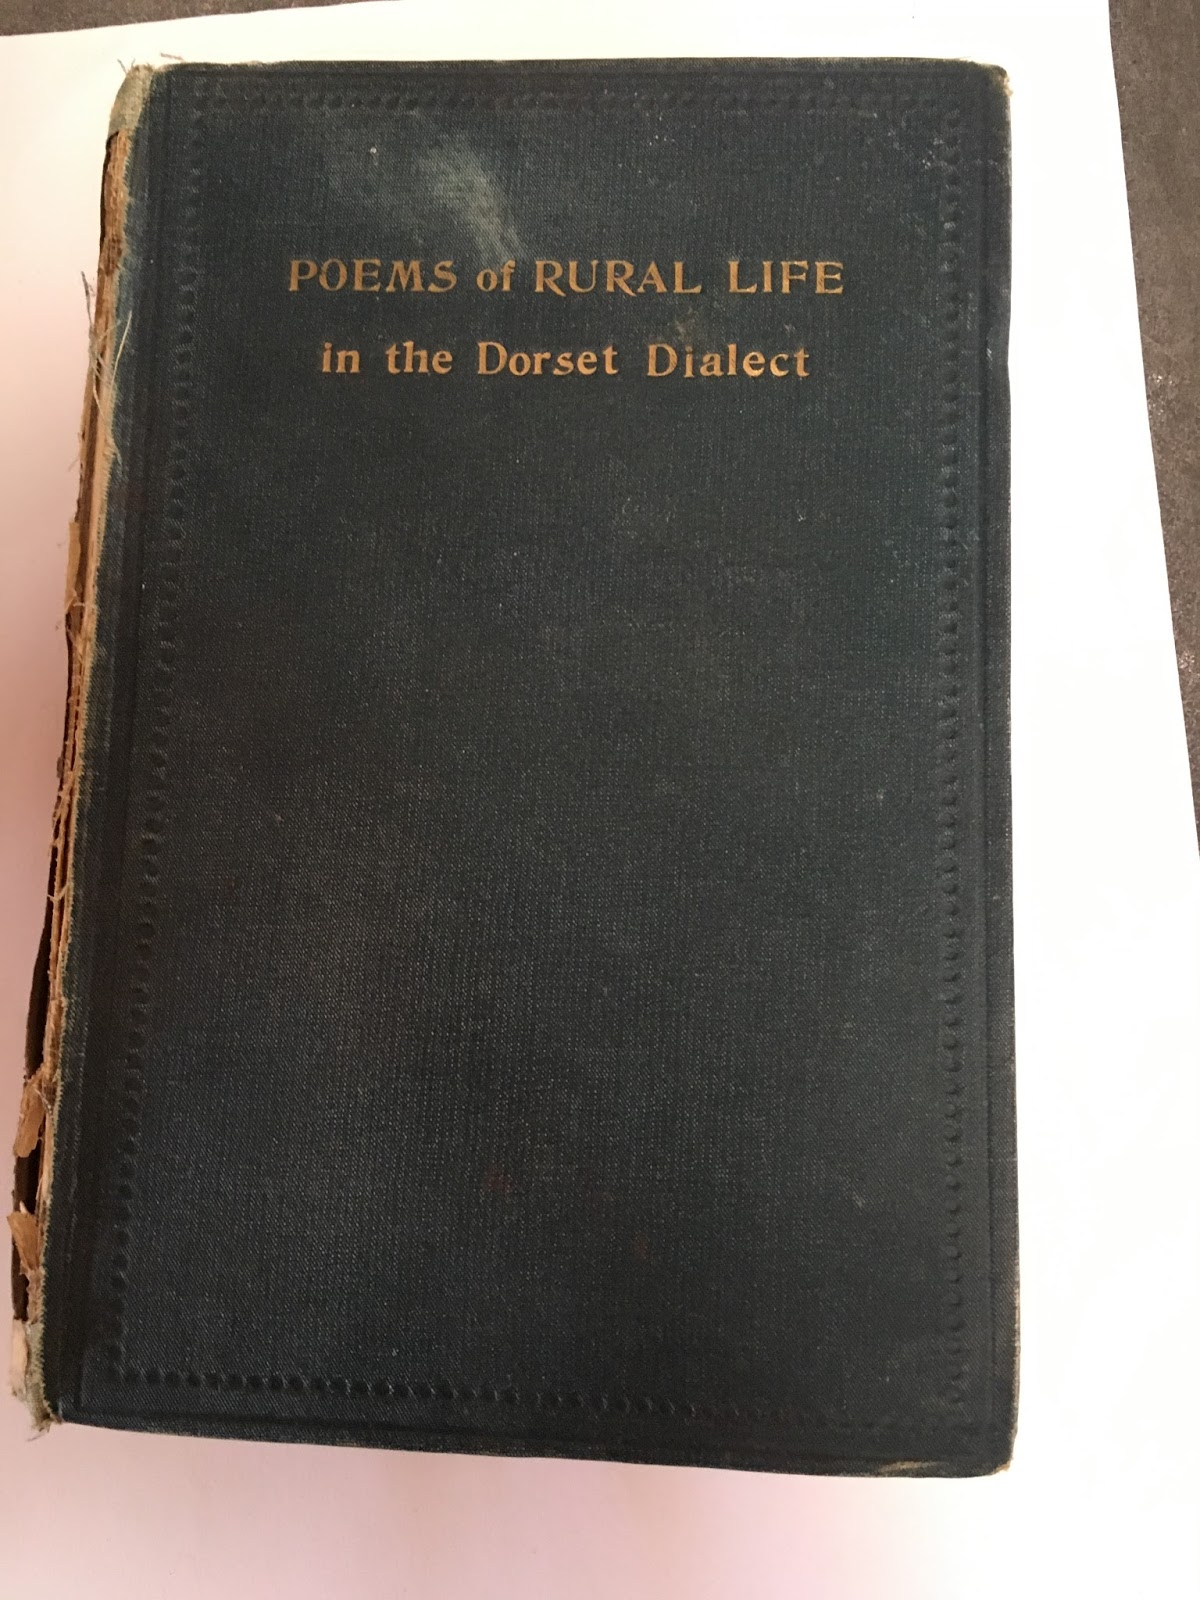 POEMS of RURAL LIFE
in the Dorset Dialect